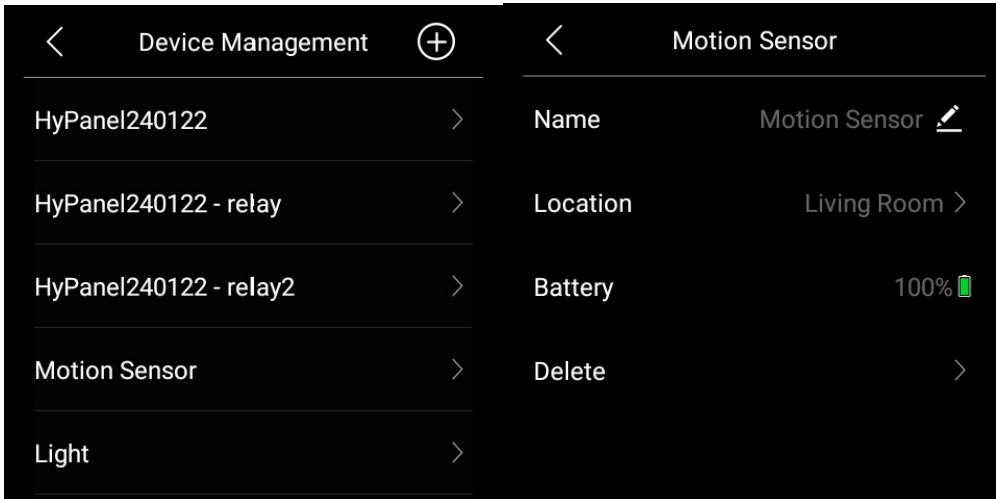 Device Management
HyPanel240122
HyPanel240122 - relay
HyPanel240122 - relay2
Motion Sensor
Light
Motion Sensor
Name Motion Sensor
Location Living Room
Battery 100%
Delete